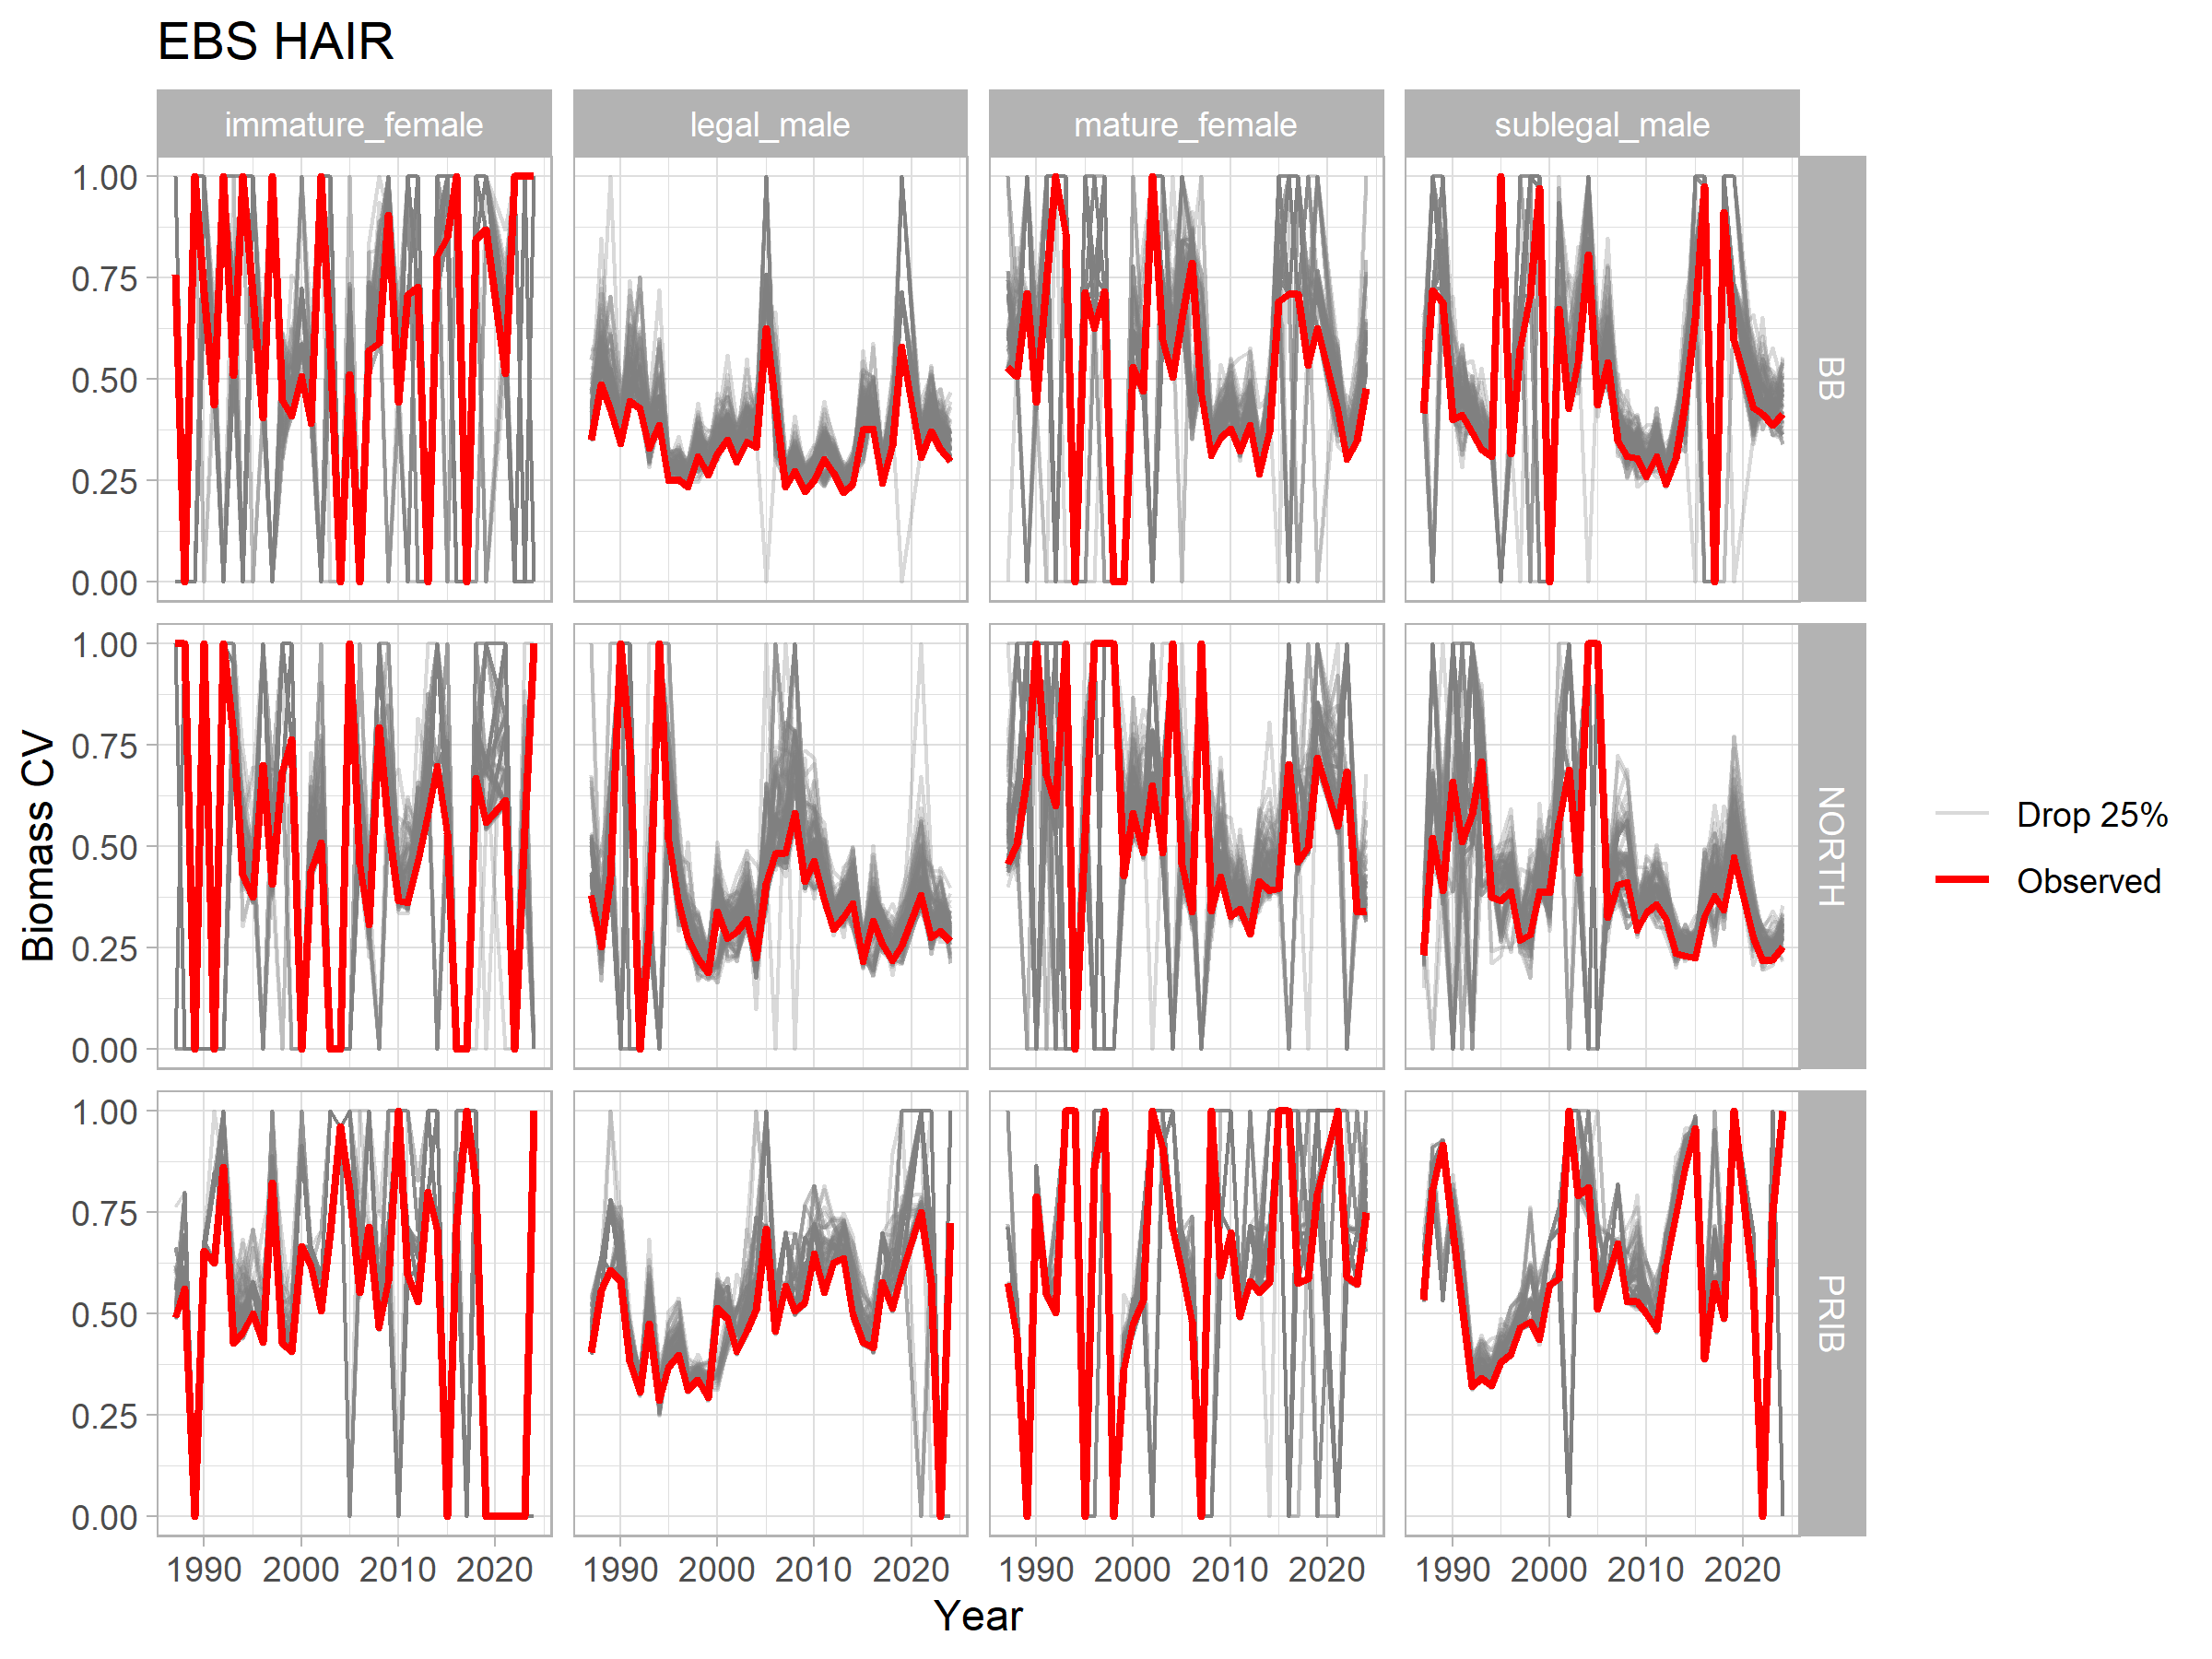 EBS HAIR
immature_female legal_male mature_female sublegal_male
1.00
0.75
0.50
0.25
0.00
BB
1.00
0.75
0.50
0.25
0.00
NORTH
1.00
0.75
0.50
0.25
0.00
PRIB
Biomass CV
1990 2000 2010 2020 1990 2000 2010 2020 1990 2000 2010 2020 1990 2000 2010 2020
Year
Drop 25%
Observed